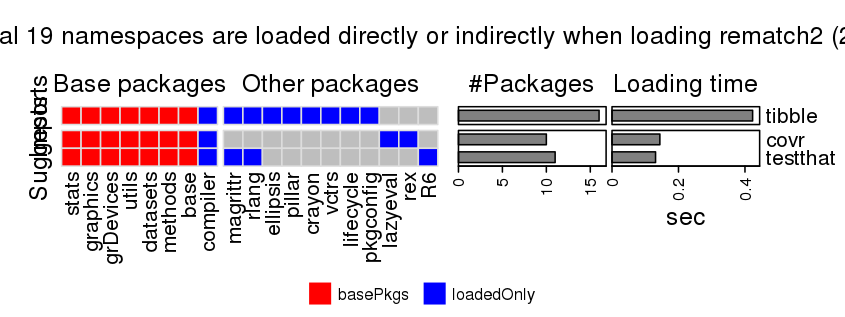 al 19 namespaces are loaded directly or indirectly when loading rematch2 (2
Base packages Other packages #Packages Loading time
Imports
Suggests
tibble
covr
testthat
stats
graphics
grDevices
utils
datasets
methods
base
compiler
magrittr
rlang
ellipsis
pillar
crayon
vctrs
lifecycle
pkgconfig
lazyeval
rex
R6
0 5 10 15
0 0.2 0.4
sec
basePkgs loadedOnly